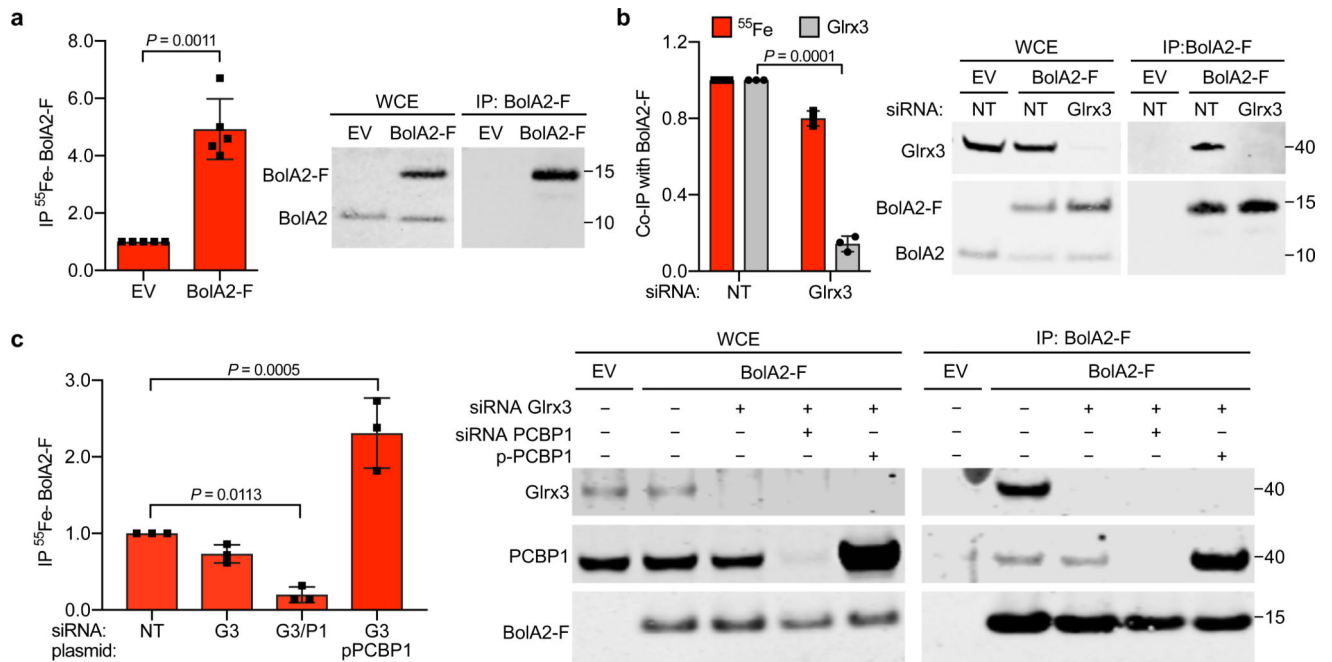 a
IP ⁵⁵Fe- BolA2-F
8.0
6.0
4.0
2.0
0.0
P = 0.0011
EV BolA2-F
WCE IP: BolA2-F
EV BolA2-F EV BolA2-F
BolA2-F
BolA2
15
10
b
⁵⁵Fe Glrx3
Co-IP with BolA2-F
1.2
0.8
0.4
0.0
P = 0.0001
siRNA: NT Glrx3
WCE IP:BolA2-F
EV BolA2-F EV BolA2-F
siRNA: NT NT Glrx3 NT NT Glrx3
Glrx3 40
BolA2-F 15
BolA2 10
c
IP ⁵⁵Fe- BolA2-F
3.0
2.0
1.0
0.0
P = 0.0005
P = 0.0113
siRNA: NT G3 G3/P1 G3
plasmid: pPCBP1
WCE IP: BolA2-F
EV BolA2-F EV BolA2-F
siRNA Glrx3 – – + + + – – + + +
siRNA PCBP1 – – – + – – – – + –
p-PCBP1 – – – – + – – – – +
Glrx3 40
PCBP1 40
BolA2-F 15